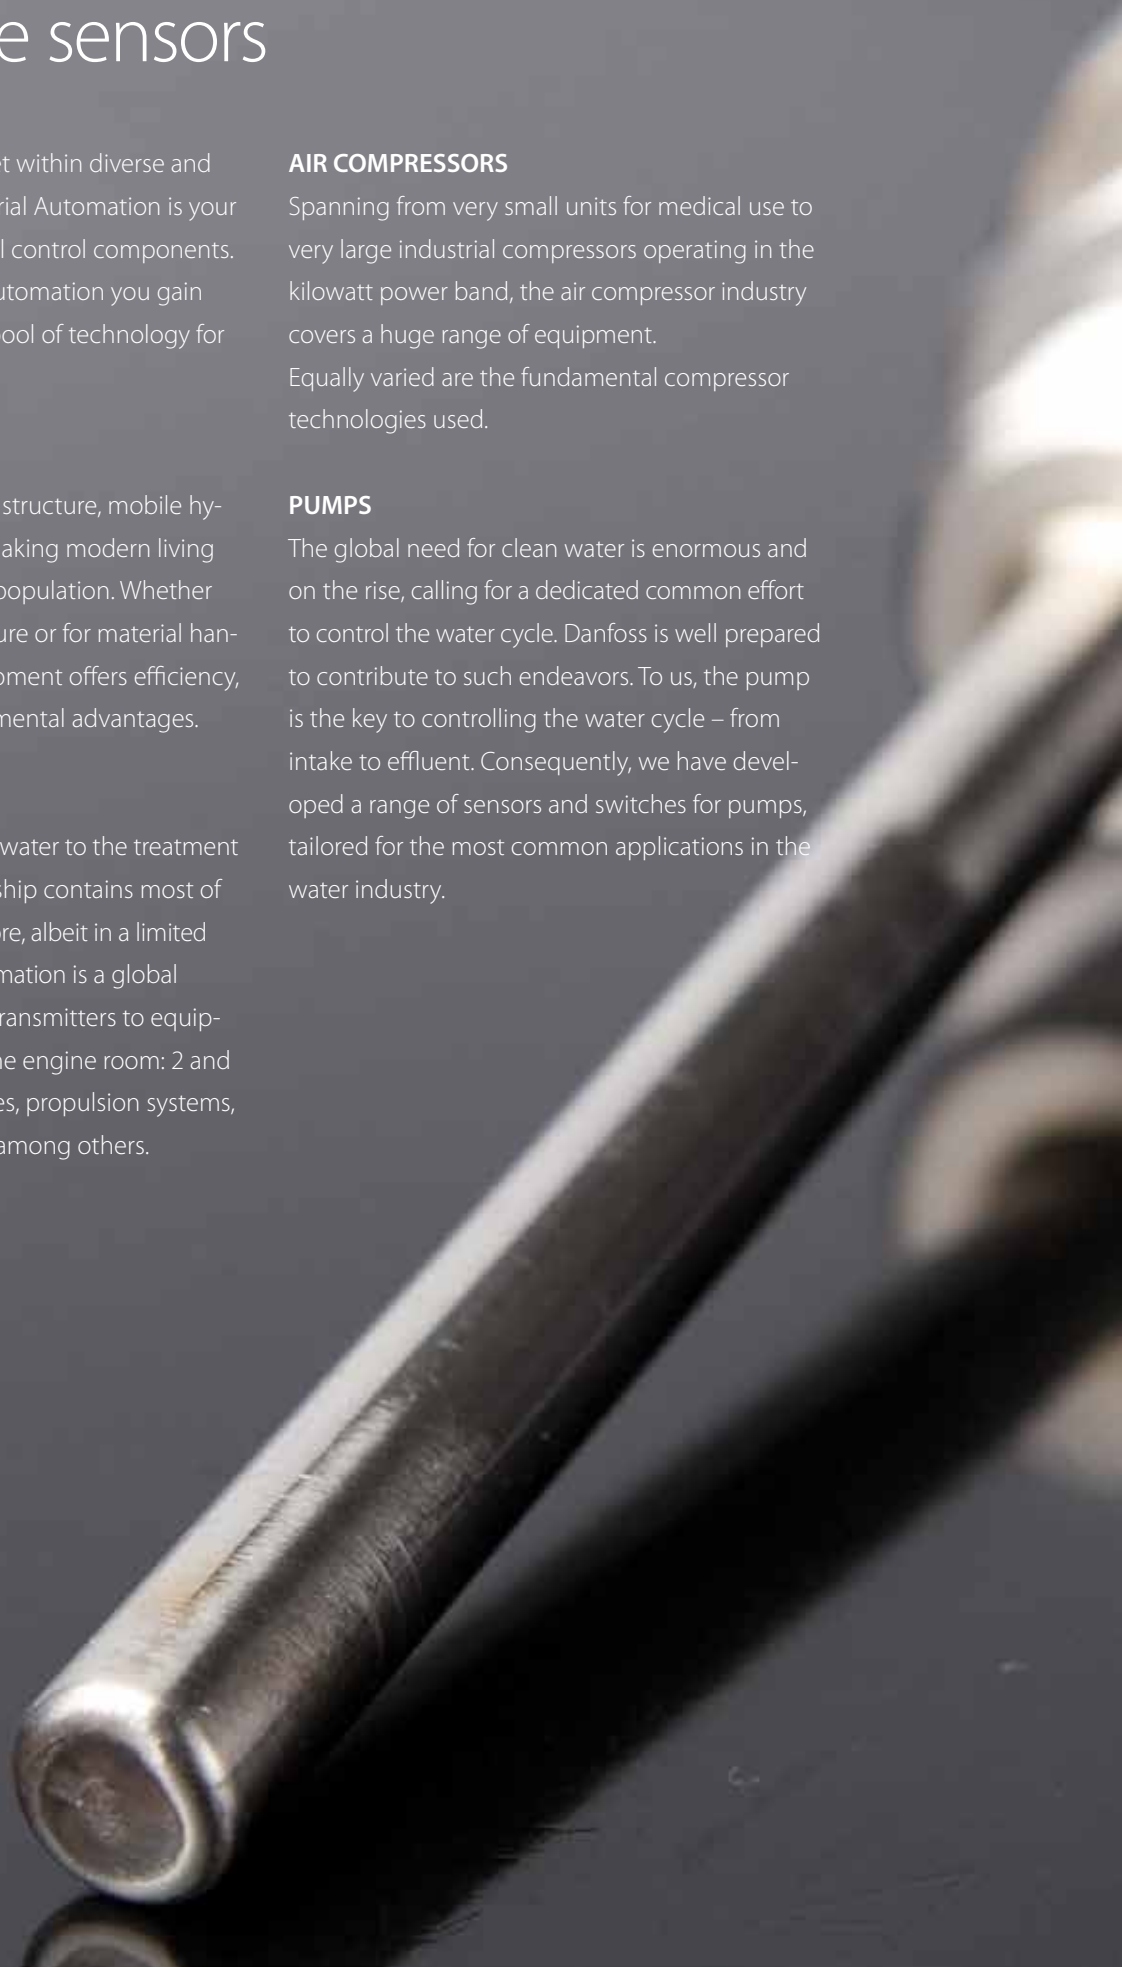 e sensors
t within diverse and
rial Automation is your
l control components.
utomation you gain
ool of technology for
structure, mobile hy-
aking modern living
population. Whether
ure or for material han-
pment offers efficiency,
mental advantages.
water to the treatment
ship contains most of
ore, albeit in a limited
mation is a global
transmitters to equip-
he engine room: 2 and
es, propulsion systems,
among others.
AIR COMPRESSORS
Spanning from very small units for medical use to
very large industrial compressors operating in the
kilowatt power band, the air compressor industry
covers a huge range of equipment.
Equally varied are the fundamental compressor
technologies used.
PUMPS
The global need for clean water is enormous and
on the rise, calling for a dedicated common effort
to control the water cycle. Danfoss is well prepared
to contribute to such endeavors. To us, the pump
is the key to controlling the water cycle – from
intake to effluent. Consequently, we have devel-
oped a range of sensors and switches for pumps,
tailored for the most common applications in the
water industry.